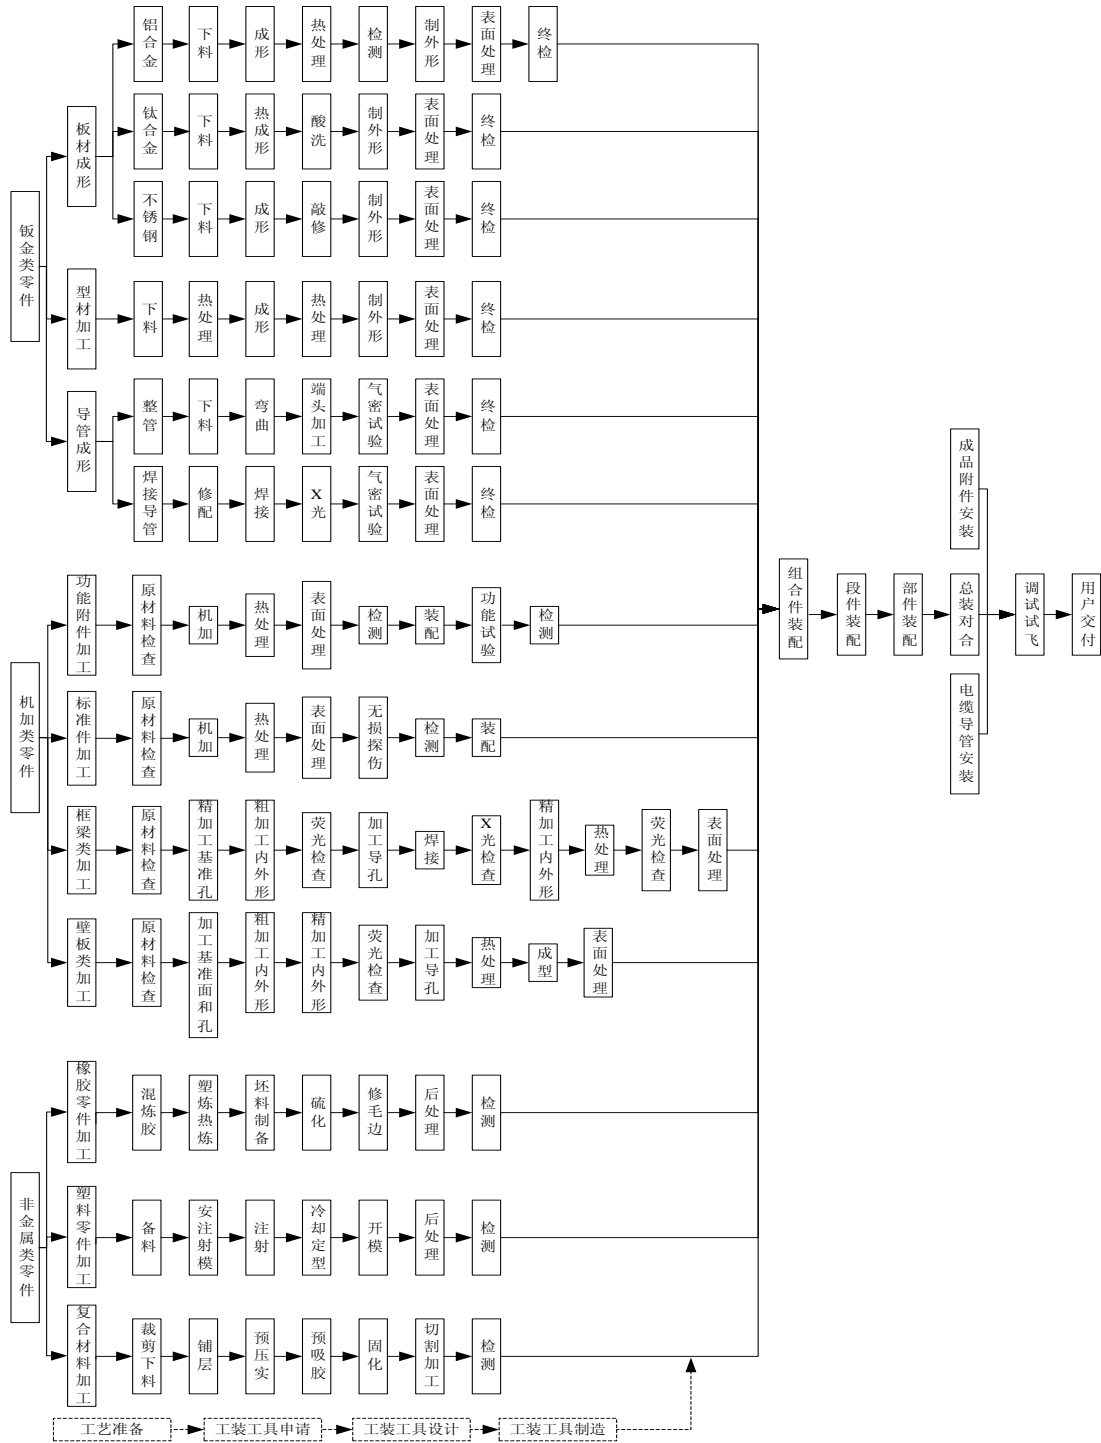 钣金类零件
板材成形
铝合金
下料
成形
热处理
检测
制外形
表面处理
终检
钛合金
下料
热成形
酸洗
制外形
表面处理
终检
不锈钢
下料
成形
敲修
制外形
表面处理
终检
型材加工
下料
热处理
成形
热处理
制外形
表面处理
终检
导管成形
整管
下料
弯曲
端头加工
气密试验
表面处理
终检
焊接导管
修配
焊接
X光
气密试验
表面处理
终检
机加类零件
功能附件加工
原材料检查
机加
热处理
表面处理
检测
装配
功能试验
检测
标准件加工
原材料检查
机加
热处理
表面处理
无损探伤
检测
装配
框梁类加工
原材料检查
精加工基准孔
粗加工内外形
荧光检查
加工导孔
焊接
X光检查
精加工内外形
热处理
荧光检查
表面处理
壁板类加工
原材料检查
加工基准面和孔
粗加工内外形
精加工内外形
荧光检查
加工导孔
热处理
成型
表面处理
非金属类零件
橡胶零件加工
混炼胶
塑炼热炼
坯料制备
硫化
修毛边
后处理
检测
塑料零件加工
备料
安注射模
注射
冷却定型
开模
后处理
检测
复合材料加工
裁剪下料
铺层
预压实
预吸胶
固化
切割加工
检测
组合件装配
段件装配
部件装配
成品附件安装
总装对合
电缆导管安装
调试试飞
用户交付
工艺准备
工装工具申请
工装工具设计
工装工具制造